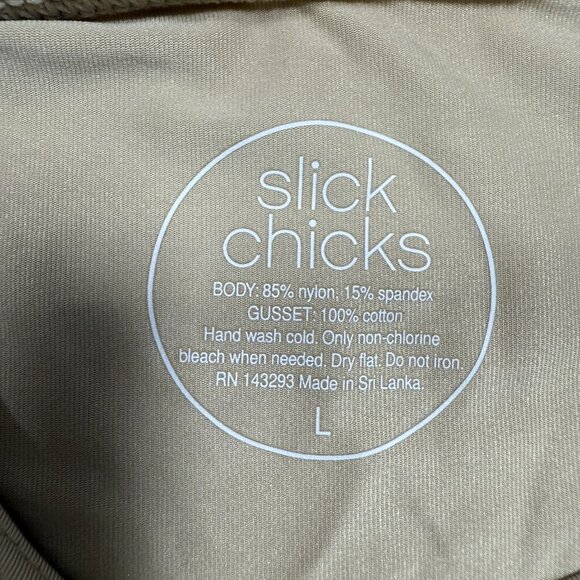 slick
chicks
BODY: 85% nylon, 15% spandex
GUSSET: 100% cotton
Hand wash cold. Only non-chlorine
bleach when needed. Dry flat. Do not iron.
RN 143293 Made in Sri Lanka.
L